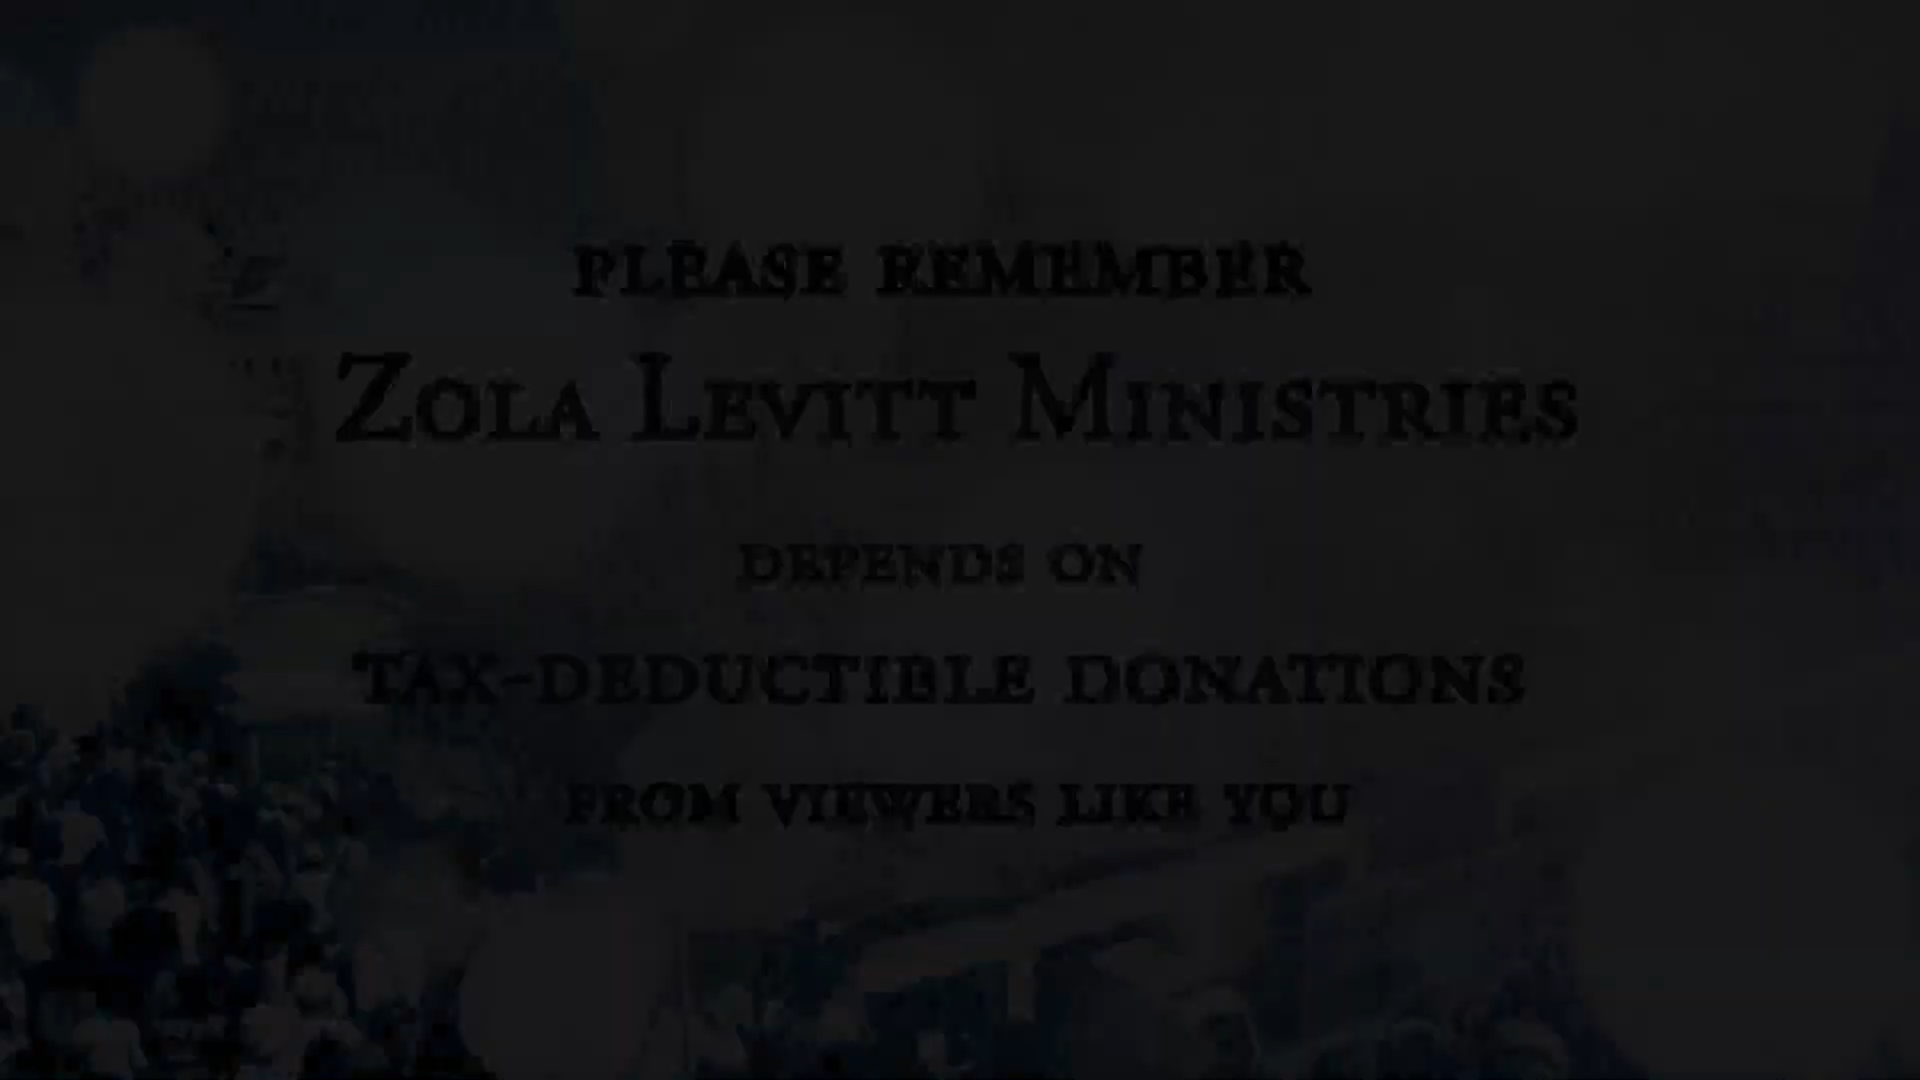 PLEASE REMEMBER
ZOLA LEVITT MINISTRIES
DEPENDS ON
TAX-DEDUCTIBLE DONATIONS
FROM VIEWERS LIKE YOU